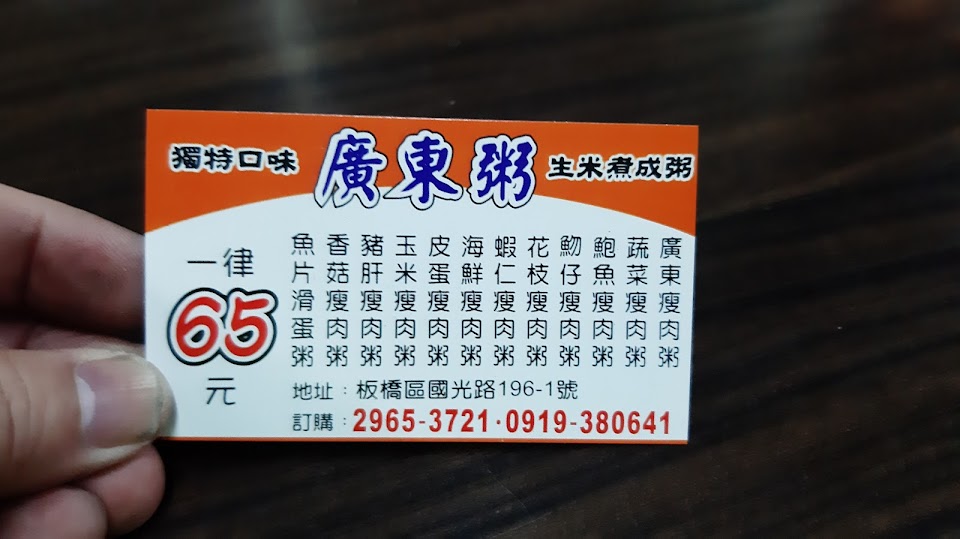 獨特口味
廣東粥
生米煮成粥
廣東瘦肉粥
蔬菜瘦肉粥
鮑魚瘦肉粥
魩仔瘦肉粥
花枝瘦肉粥
蝦仁瘦肉粥
海鮮瘦肉粥
皮蛋瘦肉粥
玉米瘦肉粥
豬肝瘦肉粥
香菇瘦肉粥
魚片滑蛋粥
一律
65
元
地址：板橋區國光路196-1號
訂購：2965-3721·0919-380641